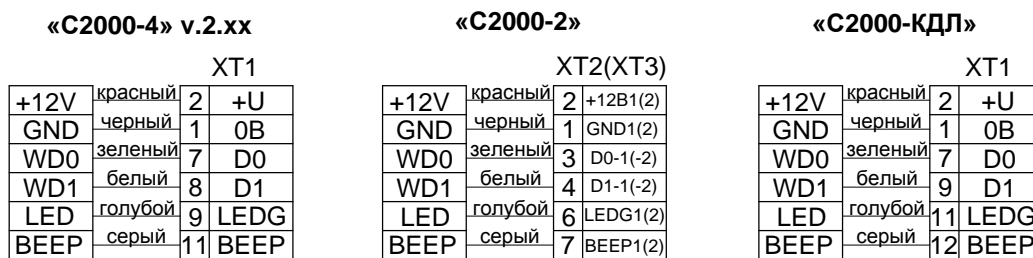 «С2000-4» v.2.xx «С2000-2» «С2000-КДЛ»
XT1 XT2(XT3) XT1
+12V красный 2 +U +12V красный 2 +12В1(2) +12V красный 2 +U
GND черный 1 0В GND черный 1 GND1(2) GND черный 1 0В
WD0 зеленый 7 D0 WD0 зеленый 3 D0-1(-2) WD0 зеленый 7 D0
WD1 белый 8 D1 WD1 белый 4 D1-1(-2) WD1 белый 9 D1
LED голубой 9 LEDG LED голубой 6 LEDG1(2) LED голубой 11 LEDG
BEEP серый 11 BEEP BEEP серый 7 BEEP1(2) BEEP серый 12 BEEP